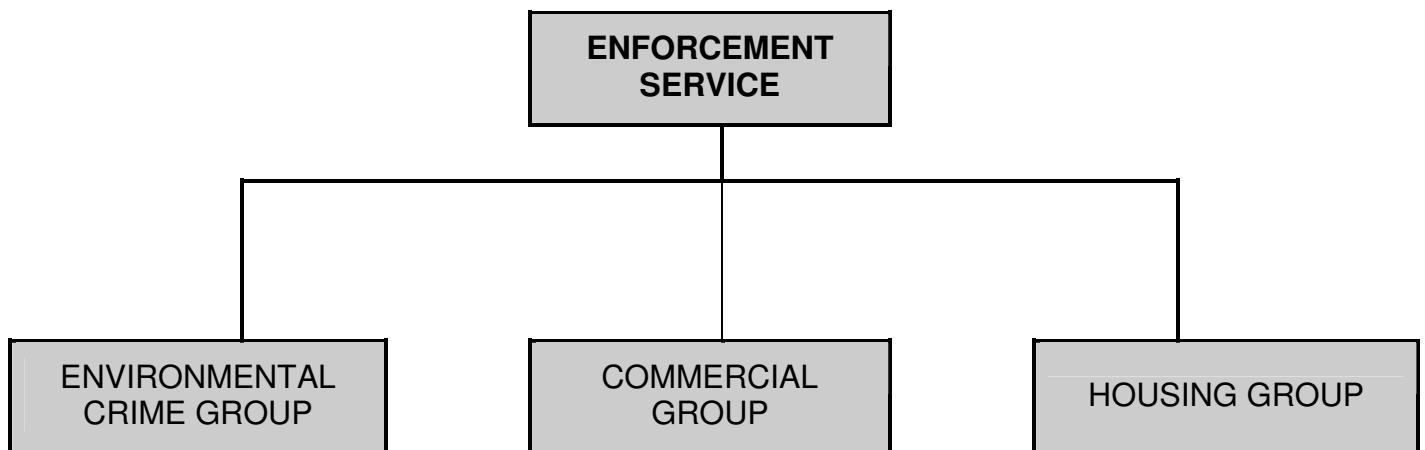 ENFORCEMENT
SERVICE
ENVIRONMENTAL
CRIME GROUP
COMMERCIAL
GROUP
HOUSING GROUP